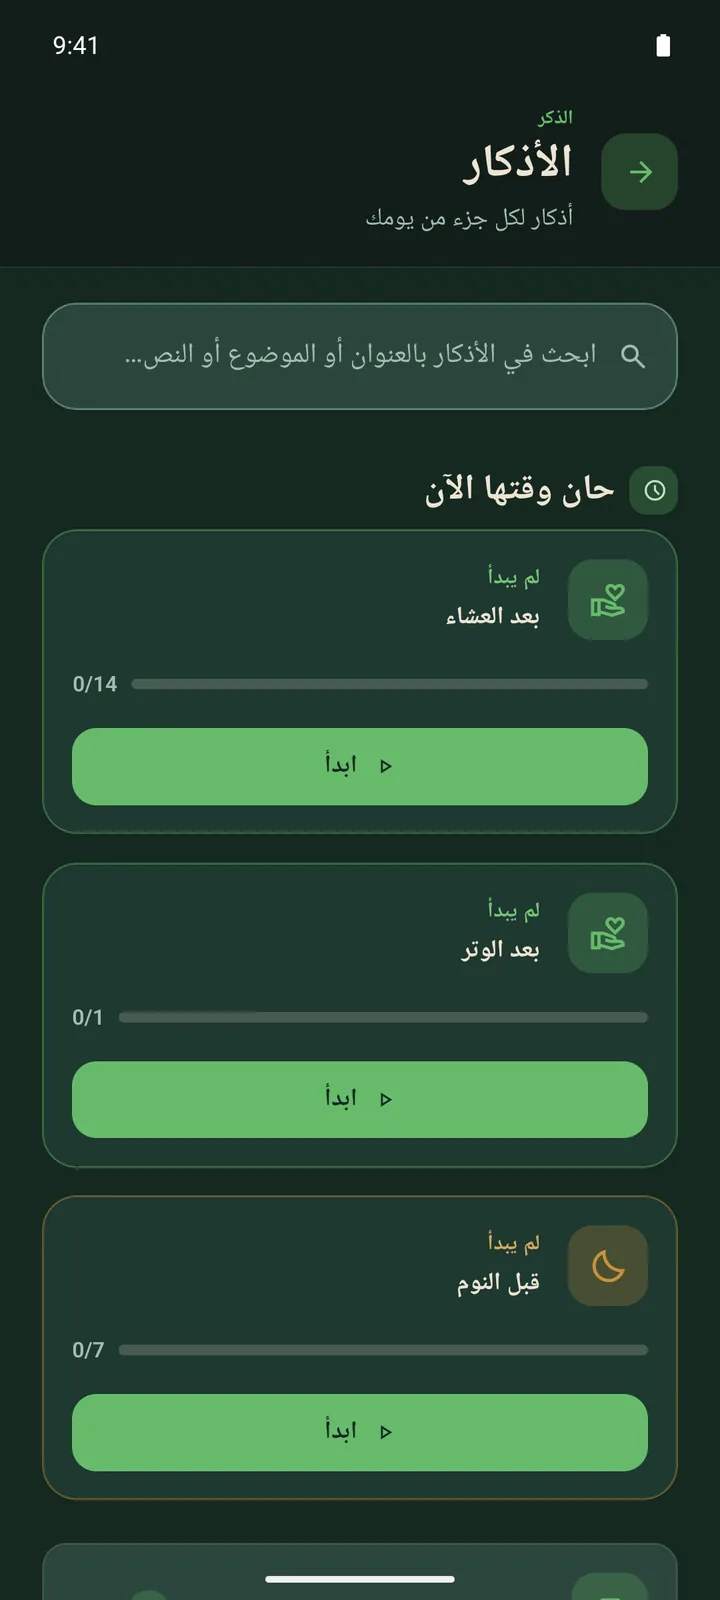 9:41
الذكر
الأذكار
أذكار لكل جزء من يومك
ابحث في الأذكار بالعنوان أو الموضوع أو النص...
حان وقتها الآن
لم يبدأ
بعد العشاء
0/14
ابدأ
لم يبدأ
بعد الوتر
0/1
ابدأ
لم يبدأ
قبل النوم
0/7
ابدأ